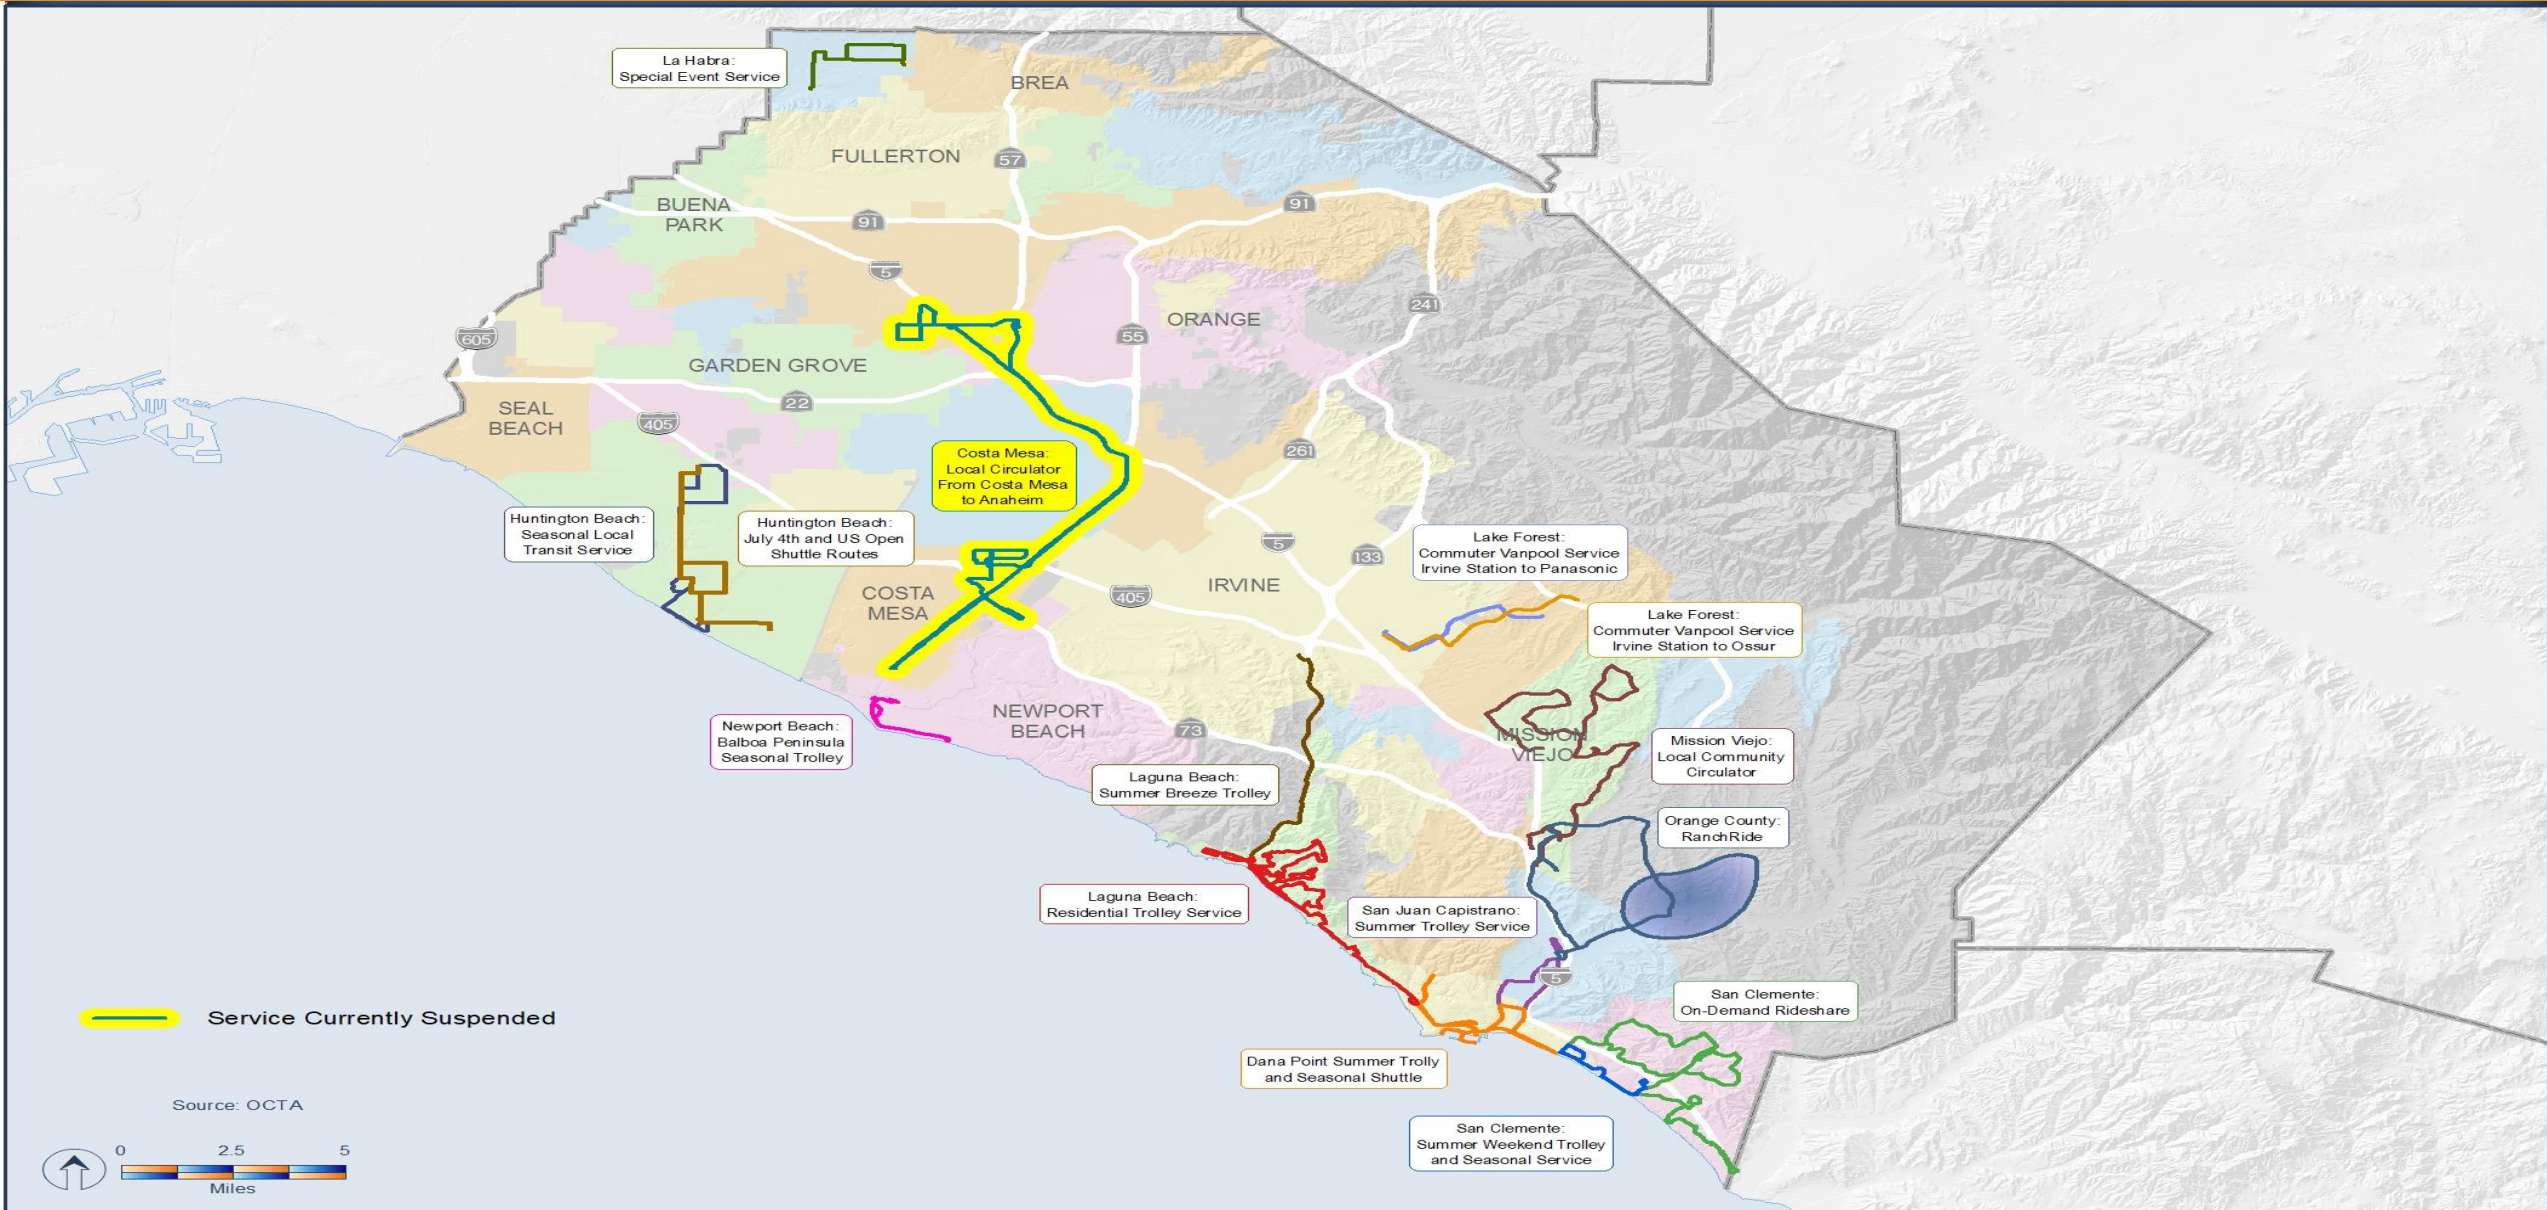 La Habra:
Special Event Service
BREA
FULLERTON
57
BUENA
PARK
91
91
5
241
ORANGE
55
605
GARDEN GROVE
22
SEAL
BEACH
405
261
Costa Mesa:
Local Circulator
From Costa Mesa
to Anaheim
Huntington Beach:
Seasonal Local
Transit Service
Huntington Beach:
July 4th and US Open
Shuttle Routes
5
133
Lake Forest:
Commuter Vanpool Service
Irvine Station to Panasonic
COSTA
MESA
405
IRVINE
Lake Forest:
Commuter Vanpool Service
Irvine Station to Ossur
Newport Beach:
Balboa Peninsula
Seasonal Trolley
NEWPORT
BEACH
73
MISSION
VIEJO
Mission Viejo:
Local Community
Circulator
Laguna Beach:
Summer Breeze Trolley
Orange County:
RanchRide
Laguna Beach:
Residential Trolley Service
San Juan Capistrano:
Summer Trolley Service
5
San Clemente:
On-Demand Rideshare
Service Currently Suspended
Dana Point Summer Trolly
and Seasonal Shuttle
Source: OCTA
San Clemente:
Summer Weekend Trolley
and Seasonal Service
0 2.5 5
Miles